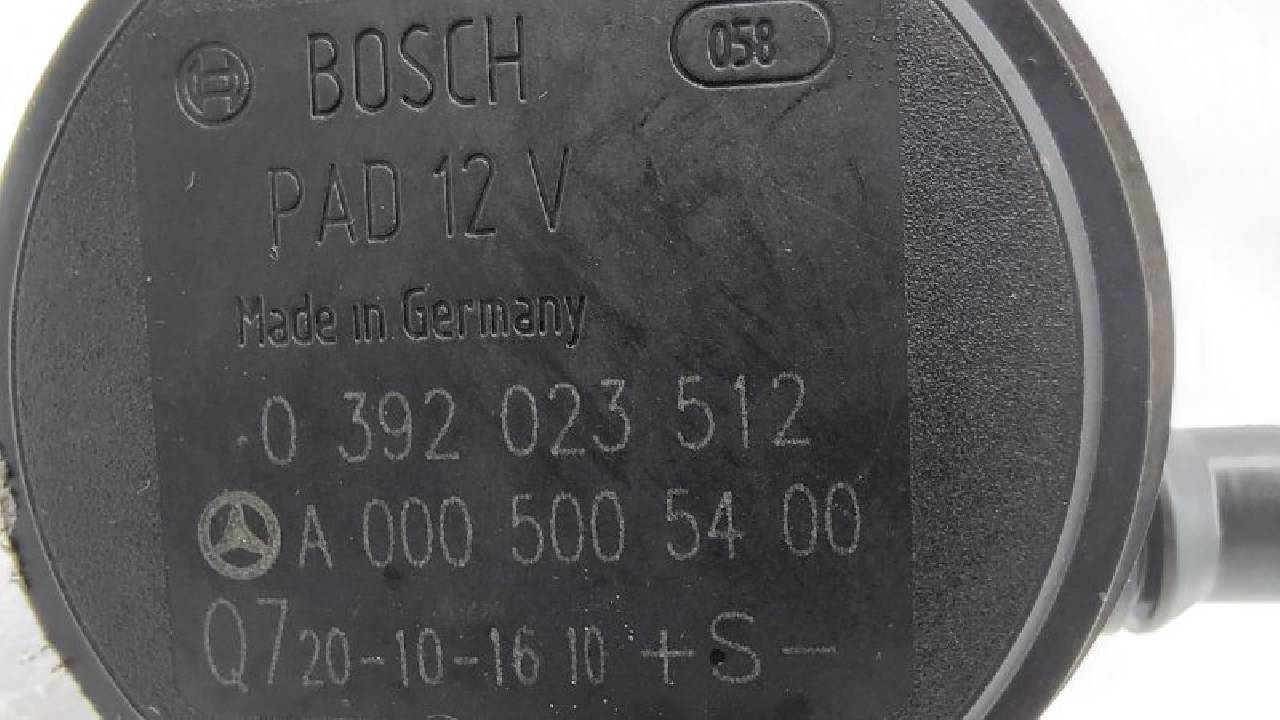 BOSCH 058
PAD 12 V
Made in Germany
0 392 023 512
A 000 500 54 00
Q7 20-10-16 10 +S-